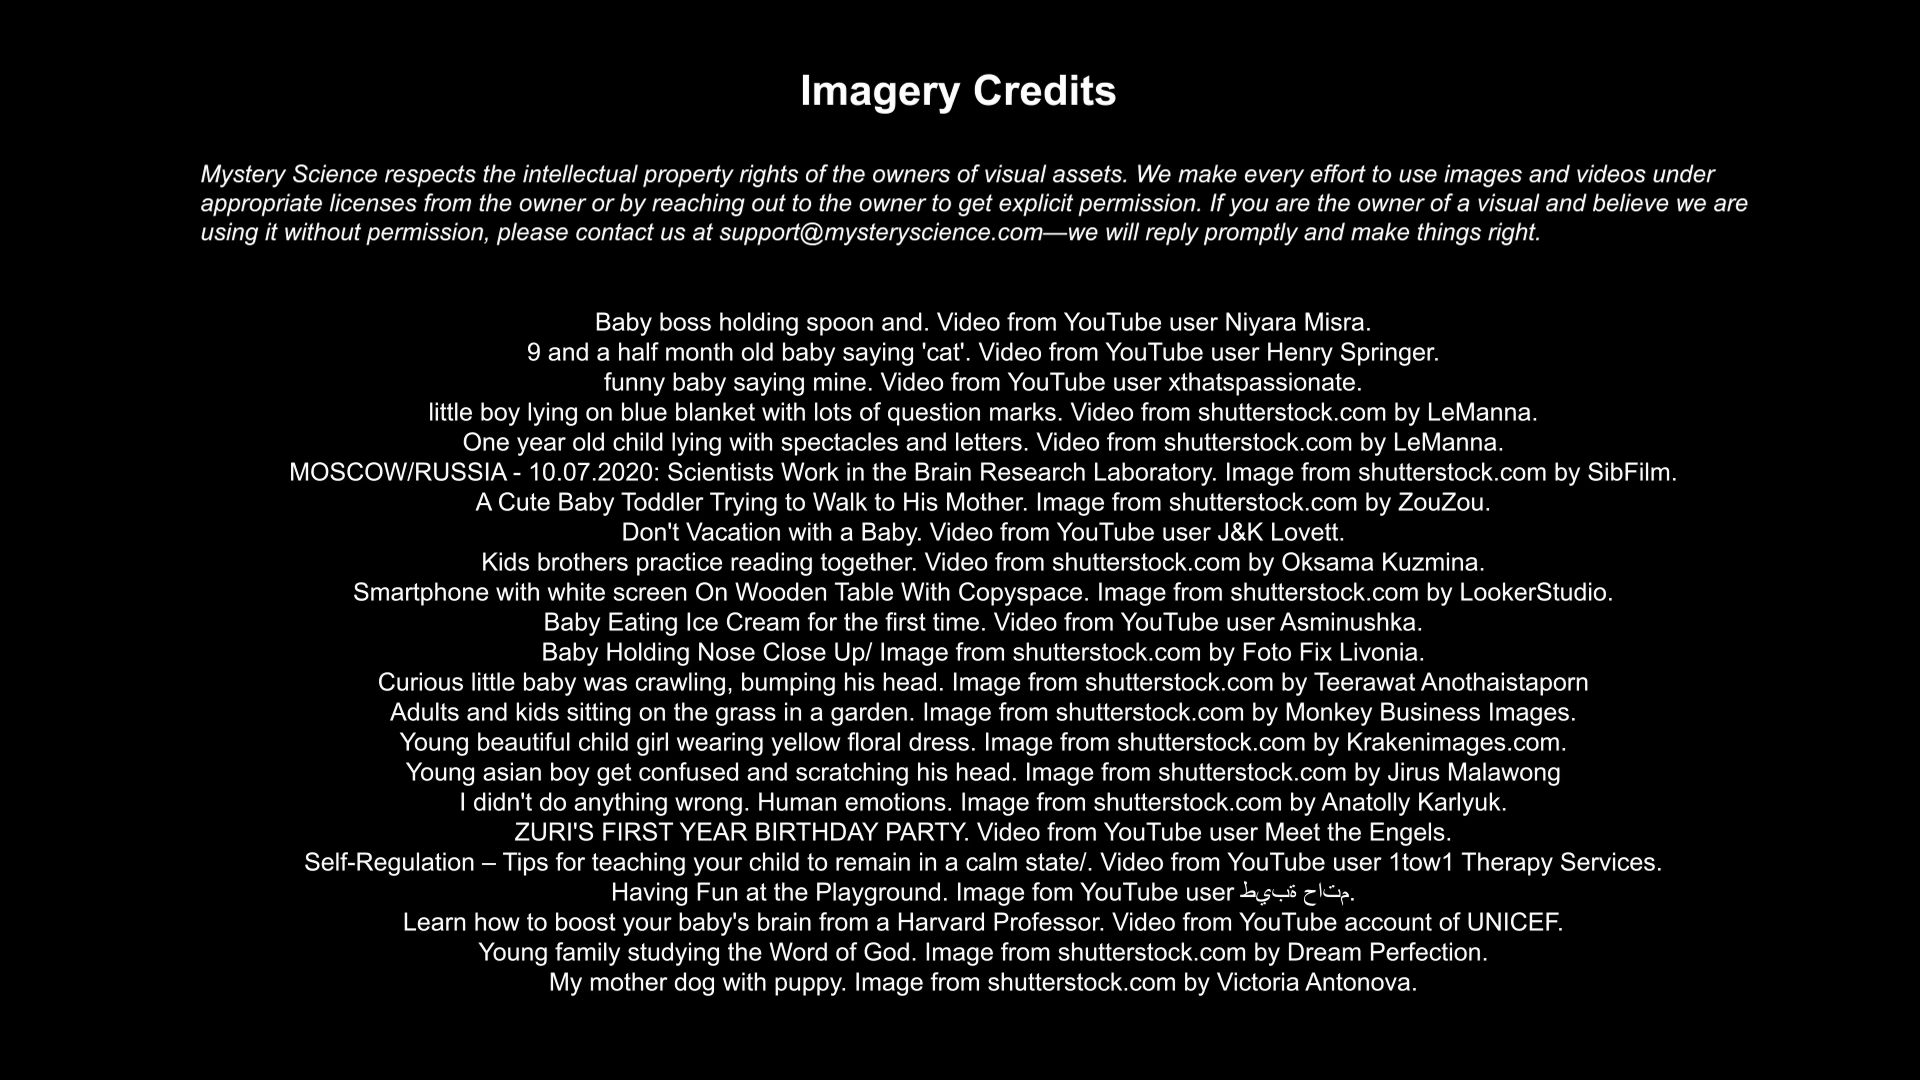 Imagery Credits
Mystery Science respects the intellectual property rights of the owners of visual assets. We make every effort to use images and videos under
appropriate licenses from the owner or by reaching out to the owner to get explicit permission. If you are the owner of a visual and believe we are
using it without permission, please contact us at support@mysteryscience.com—we will reply promptly and make things right.
Baby boss holding spoon and. Video from YouTube user Niyara Misra.
9 and a half month old baby saying 'cat'. Video from YouTube user Henry Springer.
funny baby saying mine. Video from YouTube user xthatspassionate.
little boy lying on blue blanket with lots of question marks. Video from shutterstock.com by LeManna.
One year old child lying with spectacles and letters. Video from shutterstock.com by LeManna.
MOSCOW/RUSSIA - 10.07.2020: Scientists Work in the Brain Research Laboratory. Image from shutterstock.com by SibFilm.
A Cute Baby Toddler Trying to Walk to His Mother. Image from shutterstock.com by ZouZou.
Don't Vacation with a Baby. Video from YouTube user J&K Lovett.
Kids brothers practice reading together. Video from shutterstock.com by Oksama Kuzmina.
Smartphone with white screen On Wooden Table With Copyspace. Image from shutterstock.com by LookerStudio.
Baby Eating Ice Cream for the first time. Video from YouTube user Asminushka.
Baby Holding Nose Close Up/ Image from shutterstock.com by Foto Fix Livonia.
Curious little baby was crawling, bumping his head. Image from shutterstock.com by Teerawat Anothaistaporn
Adults and kids sitting on the grass in a garden. Image from shutterstock.com by Monkey Business Images.
Young beautiful child girl wearing yellow floral dress. Image from shutterstock.com by Krakenimages.com.
Young asian boy get confused and scratching his head. Image from shutterstock.com by Jirus Malawong
I didn't do anything wrong. Human emotions. Image from shutterstock.com by Anatolly Karlyuk.
ZURI'S FIRST YEAR BIRTHDAY PARTY. Video from YouTube user Meet the Engels.
Self-Regulation – Tips for teaching your child to remain in a calm state/. Video from YouTube user 1tow1 Therapy Services.
Having Fun at the Playground. Image fom YouTube user طيبة حاتم.
Learn how to boost your baby's brain from a Harvard Professor. Video from YouTube account of UNICEF.
Young family studying the Word of God. Image from shutterstock.com by Dream Perfection.
My mother dog with puppy. Image from shutterstock.com by Victoria Antonova.